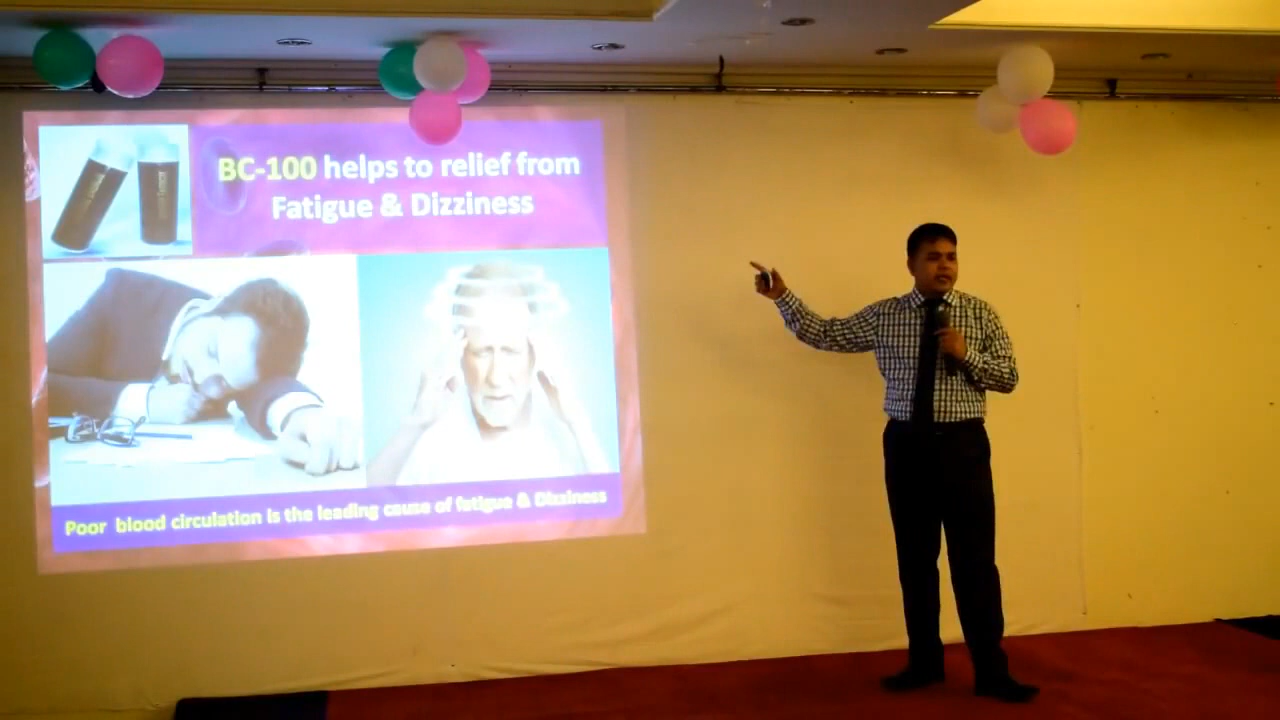 BC-100 helps to relief from
Fatigue & Dizziness
Poor blood circulation is the leading cause of fatigue & Dizziness